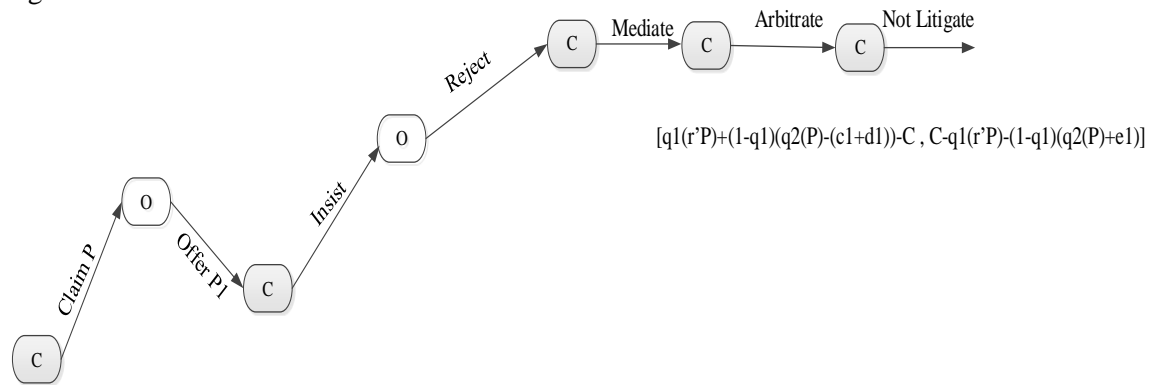 Mediate
Arbitrate
Not Litigate
C
C
C
Reject
O
[q1(r'P)+(1-q1)(q2(P)-(c1+d1))-C , C-q1(r'P)-(1-q1)(q2(P)+e1)]
O
Insist
Claim P
Offer P1
C
C